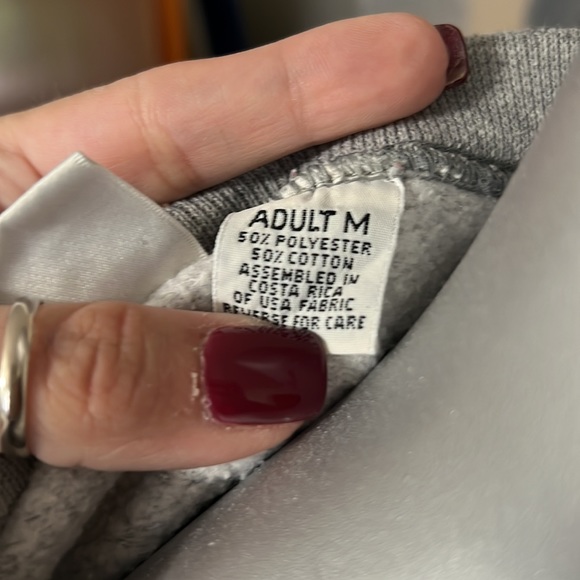 ADULT M
50% POLYESTER
50% COTTON
ASSEMBLED IN
COSTA RICA
OF USA FABRIC
REVERSE FOR CARE